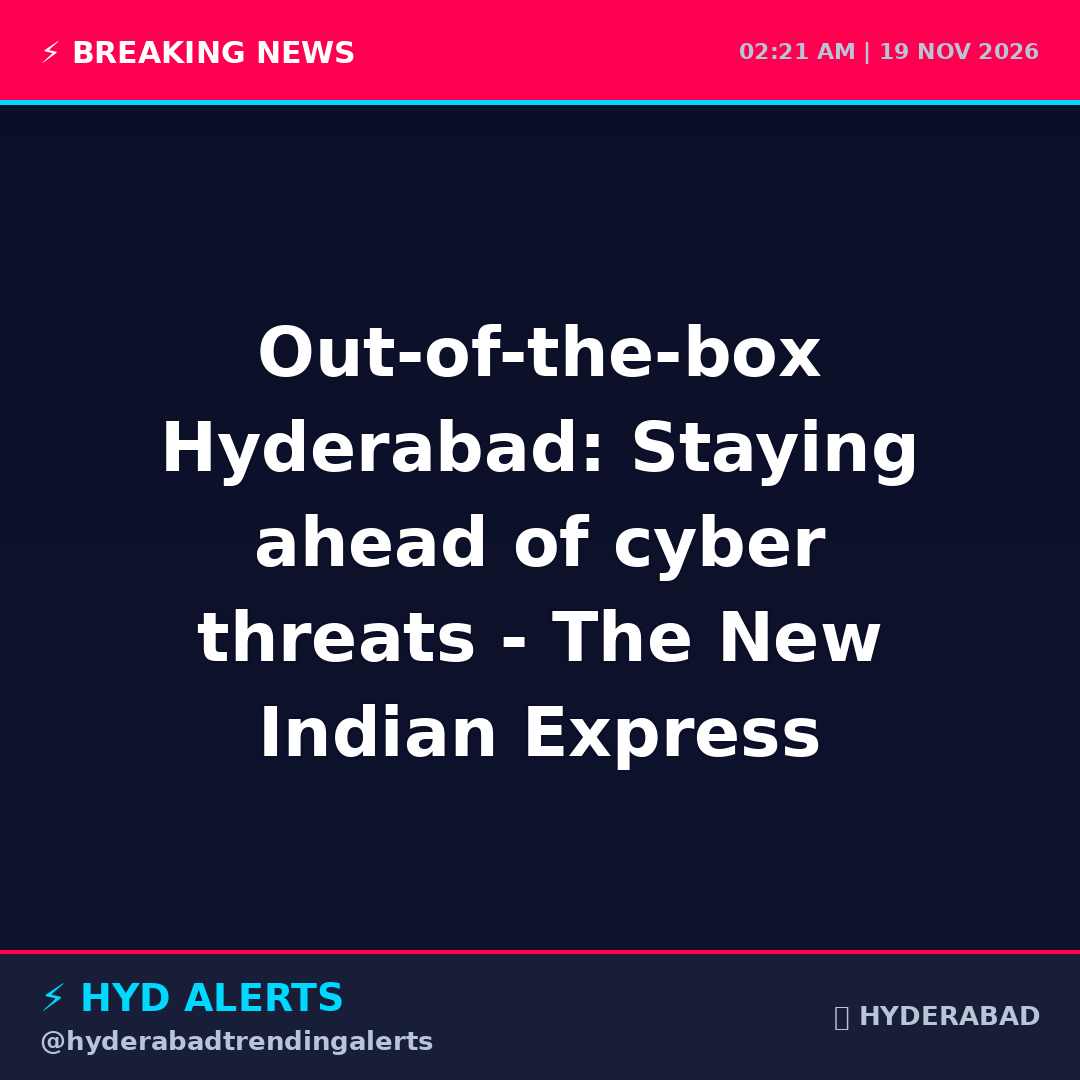 ⚡ BREAKING NEWS
02:21 AM | 19 NOV 2026
Out-of-the-box
Hyderabad: Staying
ahead of cyber
threats - The New
Indian Express
⚡ HYD ALERTS
@hyderabadtrendingalerts
HYDERABAD